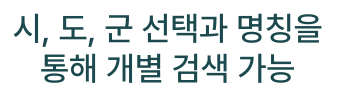 시, 도, 군 선택과 명칭을
통해 개별 검색 가능